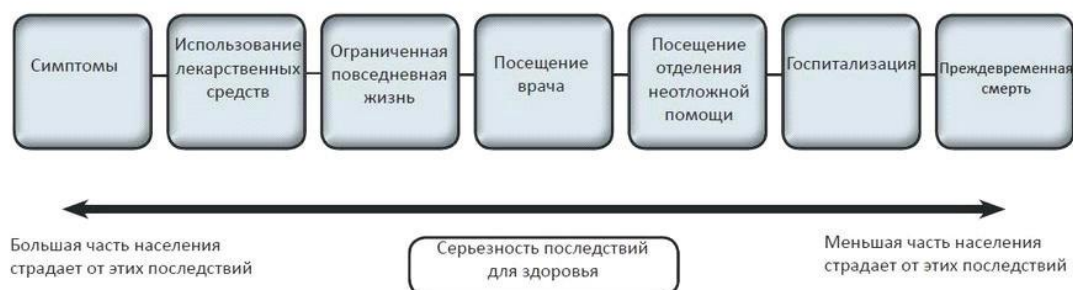 Симптомы
Использование
лекарственных
средств
Ограниченная
повседневная
жизнь
Посещение
врача
Посещение
отделения
неотложной
помощи
Госпитализация
Преждевременная
смерть
Большая часть населения
страдает от этих последствий
Серьезность последствий
для здоровья
Меньшая часть населения
страдает от этих последствий